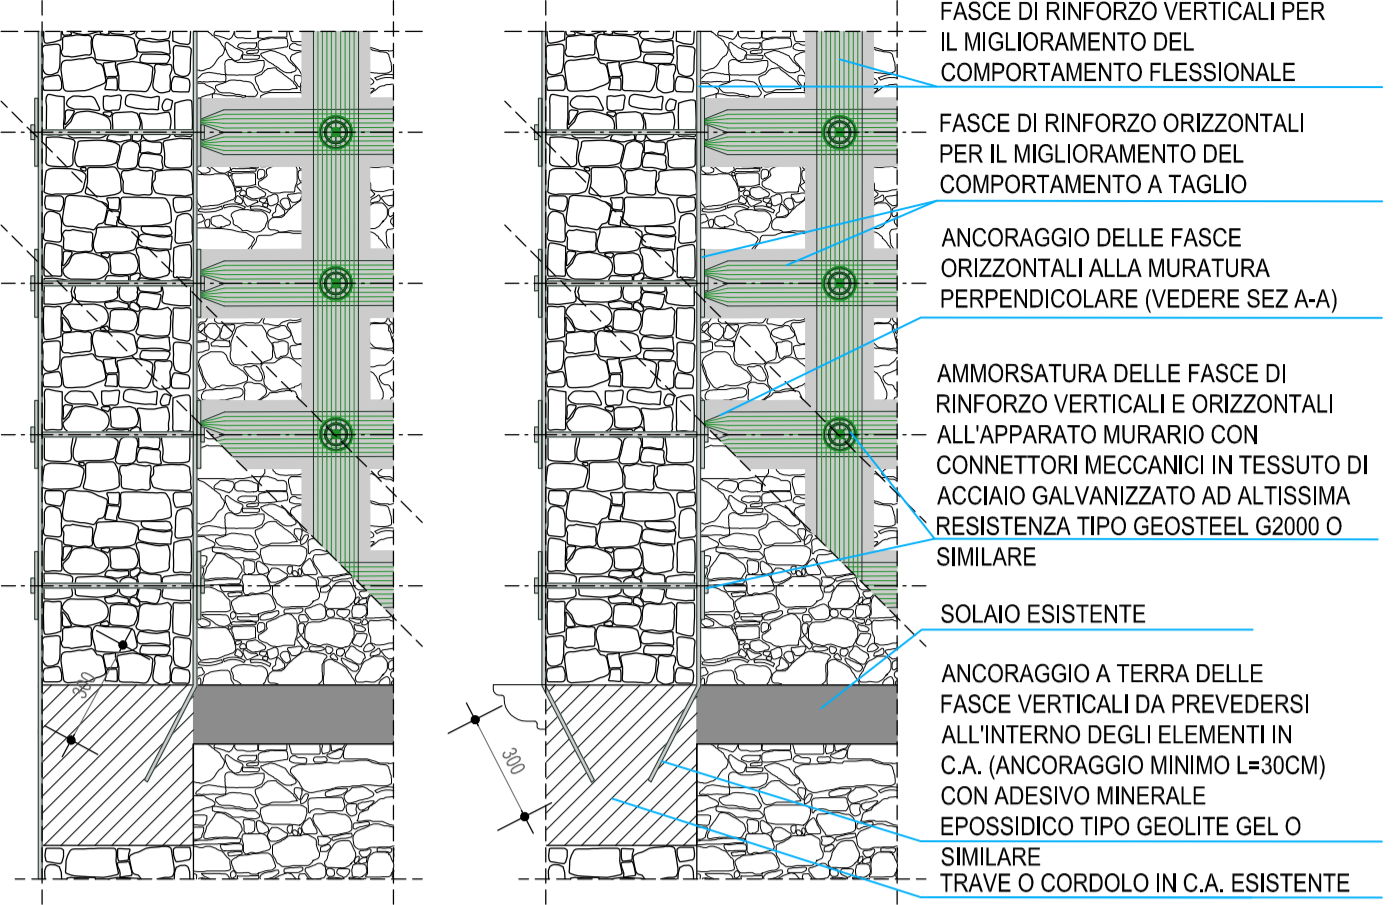 FASCE DI RINFORZO VERTICALI PER
IL MIGLIORAMENTO DEL
COMPORTAMENTO FLESSIONALE
FASCE DI RINFORZO ORIZZONTALI
PER IL MIGLIORAMENTO DEL
COMPORTAMENTO A TAGLIO
ANCORAGGIO DELLE FASCE
ORIZZONTALI ALLA MURATURA
PERPENDICOLARE (VEDERE SEZ A-A)
AMMORSATURA DELLE FASCE DI
RINFORZO VERTICALI E ORIZZONTALI
ALL'APPARATO MURARIO CON
CONNETTORI MECCANICI IN TESSUTO DI
ACCIAIO GALVANIZZATO AD ALTISSIMA
RESISTENZA TIPO GEOSTEEL G2000 O
SIMILARE
SOLAIO ESISTENTE
ANCORAGGIO A TERRA DELLE
FASCE VERTICALI DA PREVEDERSI
ALL'INTERNO DEGLI ELEMENTI IN
C.A. (ANCORAGGIO MINIMO L=30CM)
CON ADESIVO MINERALE
EPOSSIDICO TIPO GEOLITE GEL O
SIMILARE
TRAVE O CORDOLO IN C.A. ESISTENTE
300